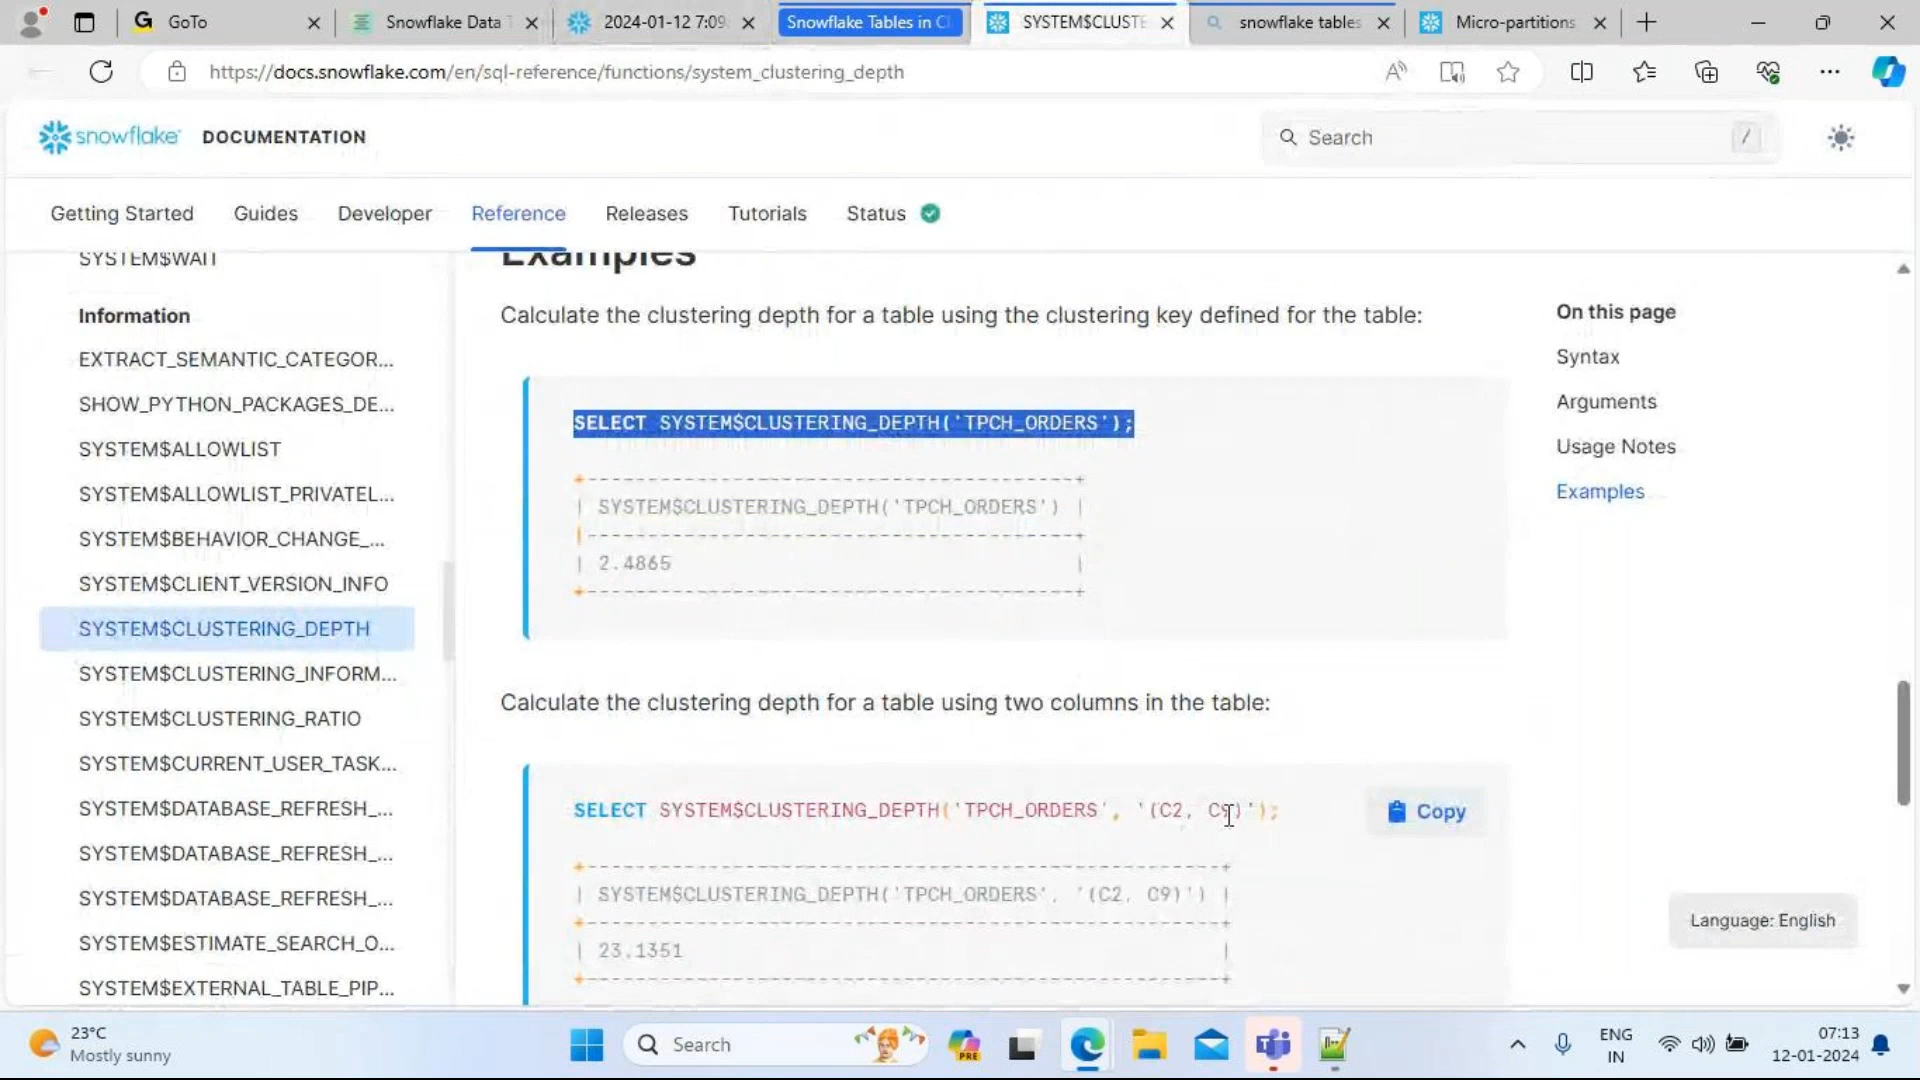 GoTo
Snowflake Data T
2024-01-12 7:09
Snowflake Tables in Cl
SYSTEM$CLUSTE
snowflake tables
Micro-partitions
https://docs.snowflake.com/en/sql-reference/functions/system_clustering_depth
snowflake DOCUMENTATION
Search
/
Getting Started
Guides
Developer
Reference
Releases
Tutorials
Status
SYSTEM$WAIT
Information
EXTRACT_SEMANTIC_CATEGOR...
SHOW_PYTHON_PACKAGES_DE...
SYSTEM$ALLOWLIST
SYSTEM$ALLOWLIST_PRIVATEL...
SYSTEM$BEHAVIOR_CHANGE_...
SYSTEM$CLIENT_VERSION_INFO
SYSTEM$CLUSTERING_DEPTH
SYSTEM$CLUSTERING_INFORM...
SYSTEM$CLUSTERING_RATIO
SYSTEM$CURRENT_USER_TASK...
SYSTEM$DATABASE_REFRESH_...
SYSTEM$DATABASE_REFRESH_...
SYSTEM$DATABASE_REFRESH_...
SYSTEM$ESTIMATE_SEARCH_O...
SYSTEM$EXTERNAL_TABLE_PIP...
Examples
Calculate the clustering depth for a table using the clustering key defined for the table:
SELECT SYSTEM$CLUSTERING_DEPTH('TPCH_ORDERS');
+----------------------------------------+
| SYSTEM$CLUSTERING_DEPTH('TPCH_ORDERS') |
|----------------------------------------+
| 2.4865                                 |
+----------------------------------------+
Calculate the clustering depth for a table using two columns in the table:
SELECT SYSTEM$CLUSTERING_DEPTH('TPCH_ORDERS', '(C2, C9)');
Copy
+----------------------------------------------------+
| SYSTEM$CLUSTERING_DEPTH('TPCH_ORDERS', '(C2, C9)') |
+----------------------------------------------------+
| 23.1351                                            |
+----------------------------------------------------+
On this page
Syntax
Arguments
Usage Notes
Examples
Language: English
23°C
Mostly sunny
Search
PRE
ENG
IN
07:13
12-01-2024